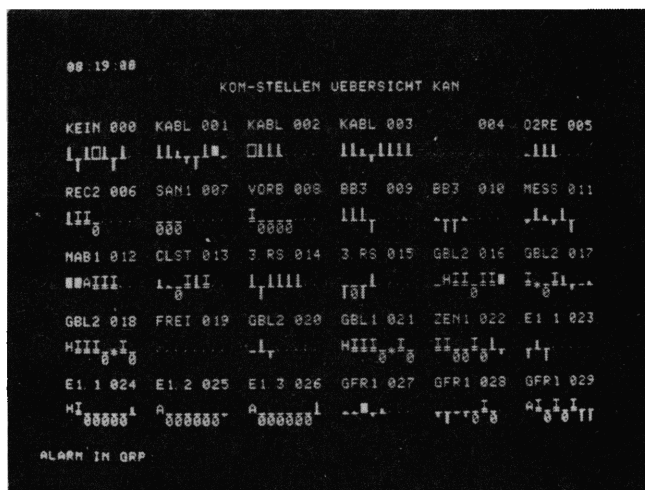 08:19:00
KOM-STELLEN UEBERSICHT KAN
KEIN 000 KABL 001 KABL 002 KABL 003 004 O2RE 005
REC2 006 SAN1 007 VORB 008 BB3 009 BB3 010 MESS 011
NAB1 012 CLST 013 3 RS 014 3 RS 015 GBL2 016 GBL2 017
GBL2 018 FREI 019 GBL2 020 GBL1 021 ZEN1 022 E1 1 023
E1.1 024 E1.2 025 E1.3 026 GFR1 027 GFR1 028 GFR1 029
ALARM IN GRP